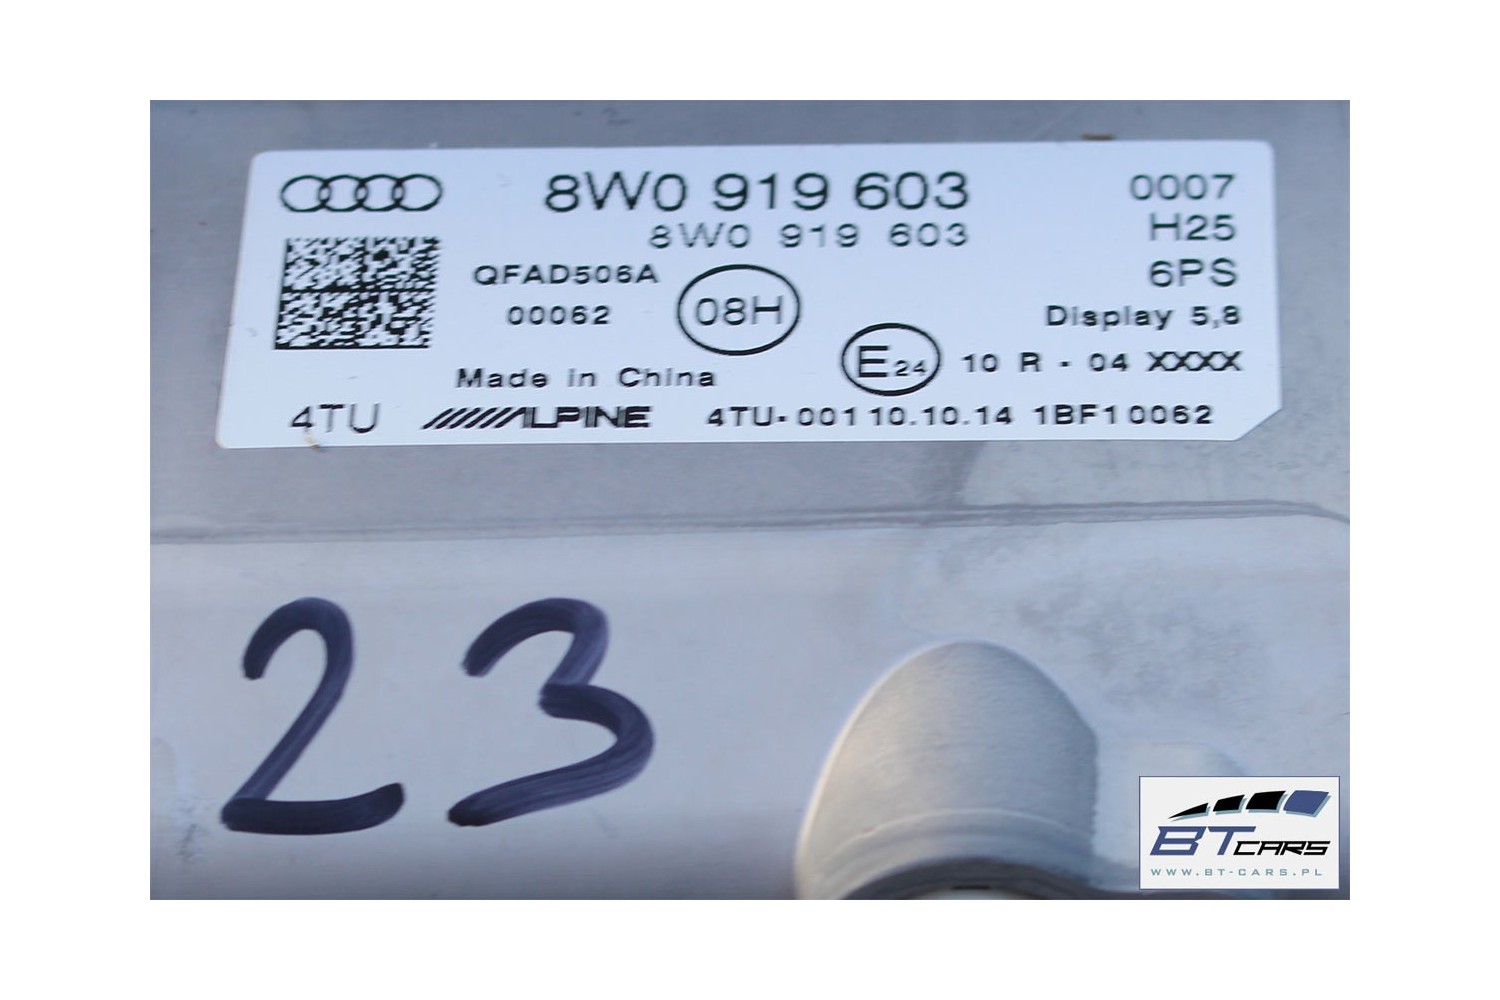 8W0 919 603 0007
8W0 919 603 H25
QFAD506A 08H 6PS
00062 Display 5,8
E24 10 R - 04 XXXX
Made in China
4TU ALPINE 4TU-001 10.10.14 1BF10062
23
BT CARS
WWW.BT-CARS.PL